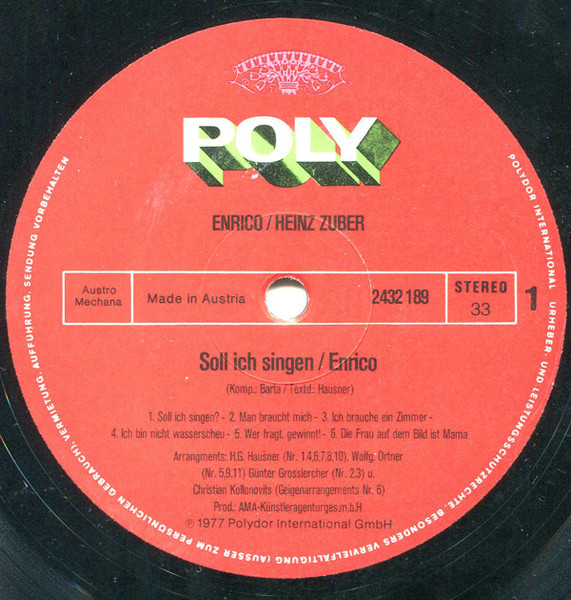 POLY
ENRICO/HEINZ ZUBER
Austro
Mechana
Made in Austria
2432 189
STEREO
33
1
Soll ich singen / Enrico
(Komp.: Barta / Textd.: Hausner)
1. Soll ich singen? - 2. Man braucht mich - 3. Ich brauche ein Zimmer -
4. Ich bin nicht wasserscheu - 5. Wer fragt, gewinnt! - 6. Die Frau auf dem Bild ist Mama
Arrangments: H.G. Haušner (Nr. 1.4,6,7.8,10), Wolfg. Ortner
(Nr. 5,9,11) Günter Grosslercher (Nr. 2.3) u.
Christian Kollonovits (Geigenarrangements Nr. 6)
Prod.: AMA-Künstleragenturges.m.b.H
℗ 1977 Polydor International GmbH
POLYDOR INTERNATIONAL URHEBER- UND LEISTUNGSSCHUTZRECHTE, BESONDERS VERVIELFÄLTIGUNG (AUSSER ZUM PERSÖNLICHEN GEBRAUCH), VERMIETUNG, AUFFÜHRUNG, SENDUNG VORBEHALTEN